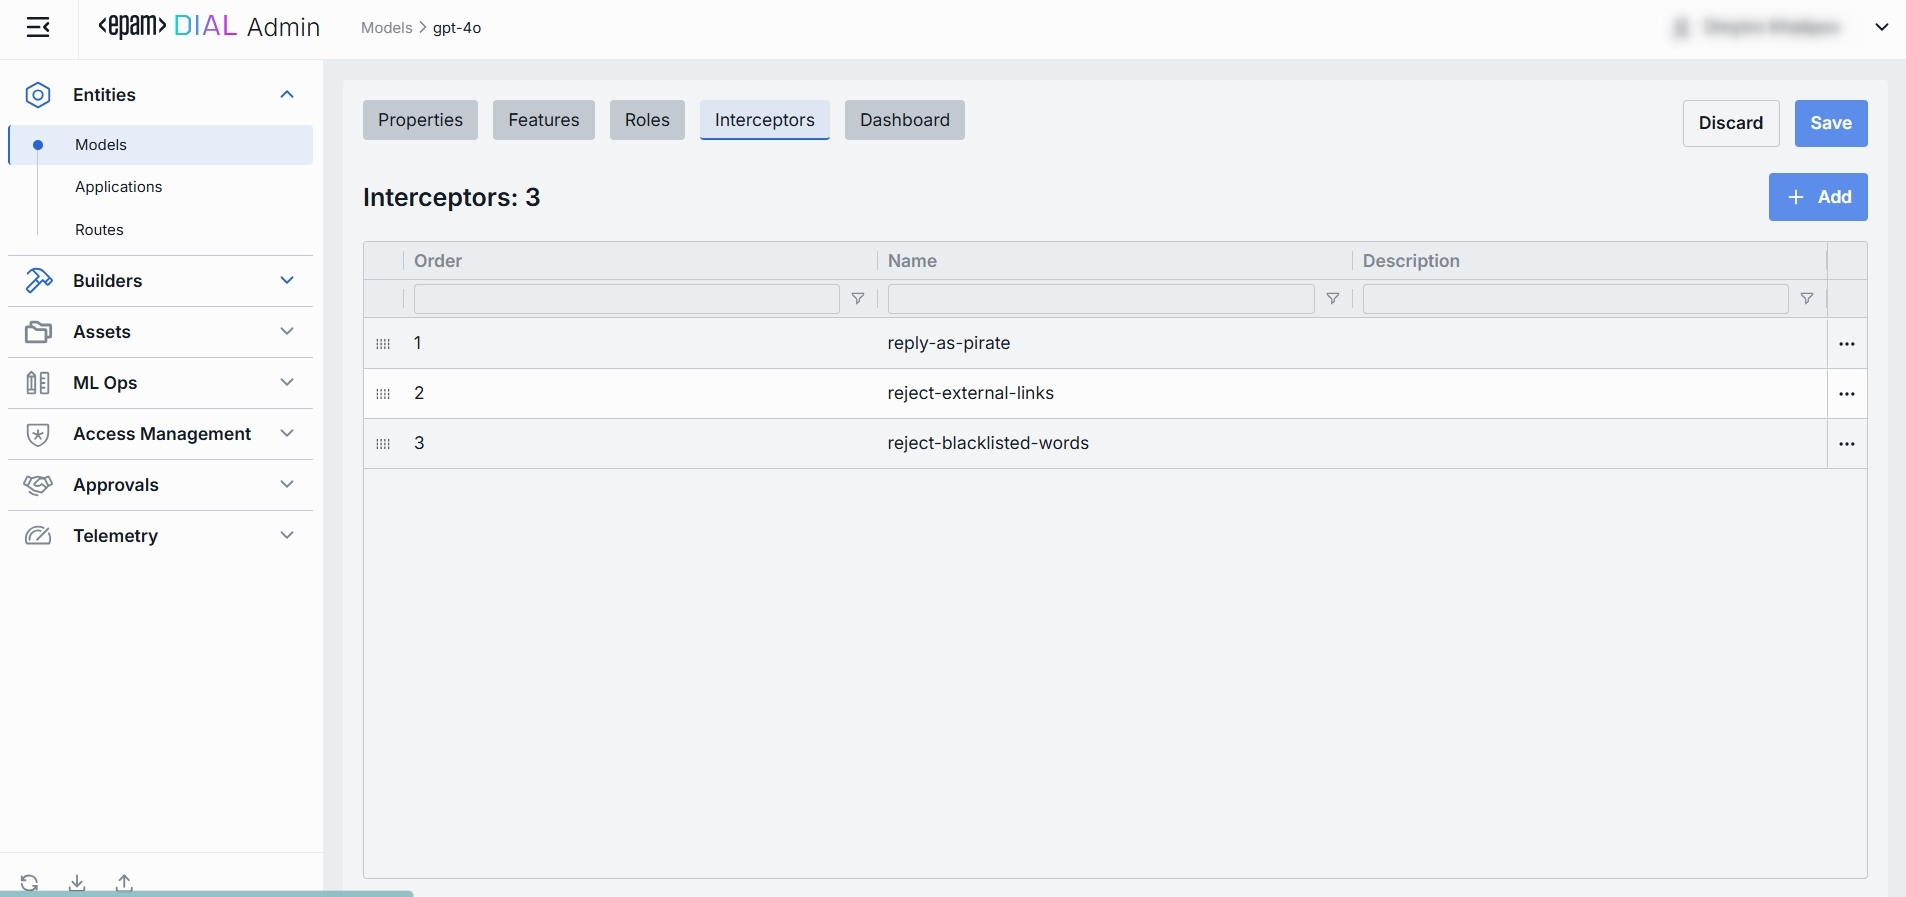 <epam> DIAL Admin
Models > gpt-4o
Entities
Models
Applications
Routes
Builders
Assets
ML Ops
Access Management
Approvals
Telemetry
Properties Features Roles Interceptors Dashboard
Discard Save
Interceptors: 3
+ Add
Order Name Description
1 reply-as-pirate
2 reject-external-links
3 reject-blacklisted-words